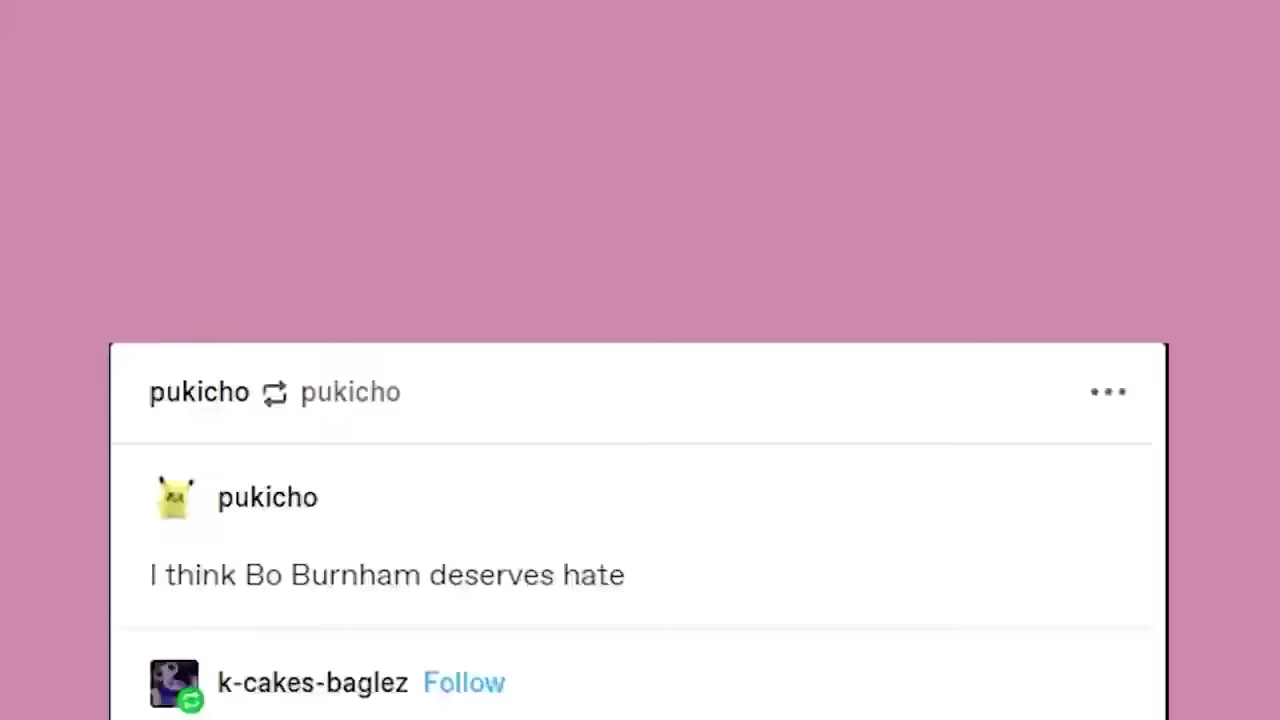 pukicho pukicho
pukicho
I think Bo Burnham deserves hate
k-cakes-baglez Follow